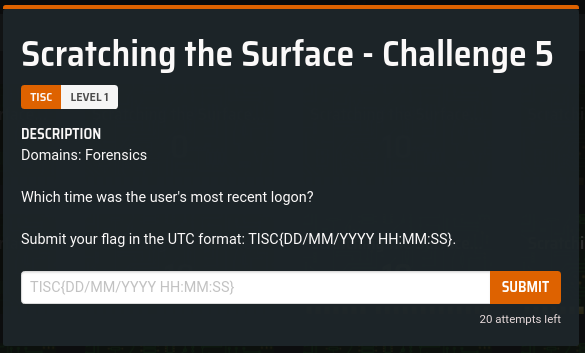 Scratching the Surface - Challenge 5
TISC LEVEL 1
DESCRIPTION
Domains: Forensics
Which time was the user's most recent logon?
Submit your flag in the UTC format: TISC{DD/MM/YYYY HH:MM:SS}.
TISC{DD/MM/YYYY HH:MM:SS} SUBMIT
20 attempts left